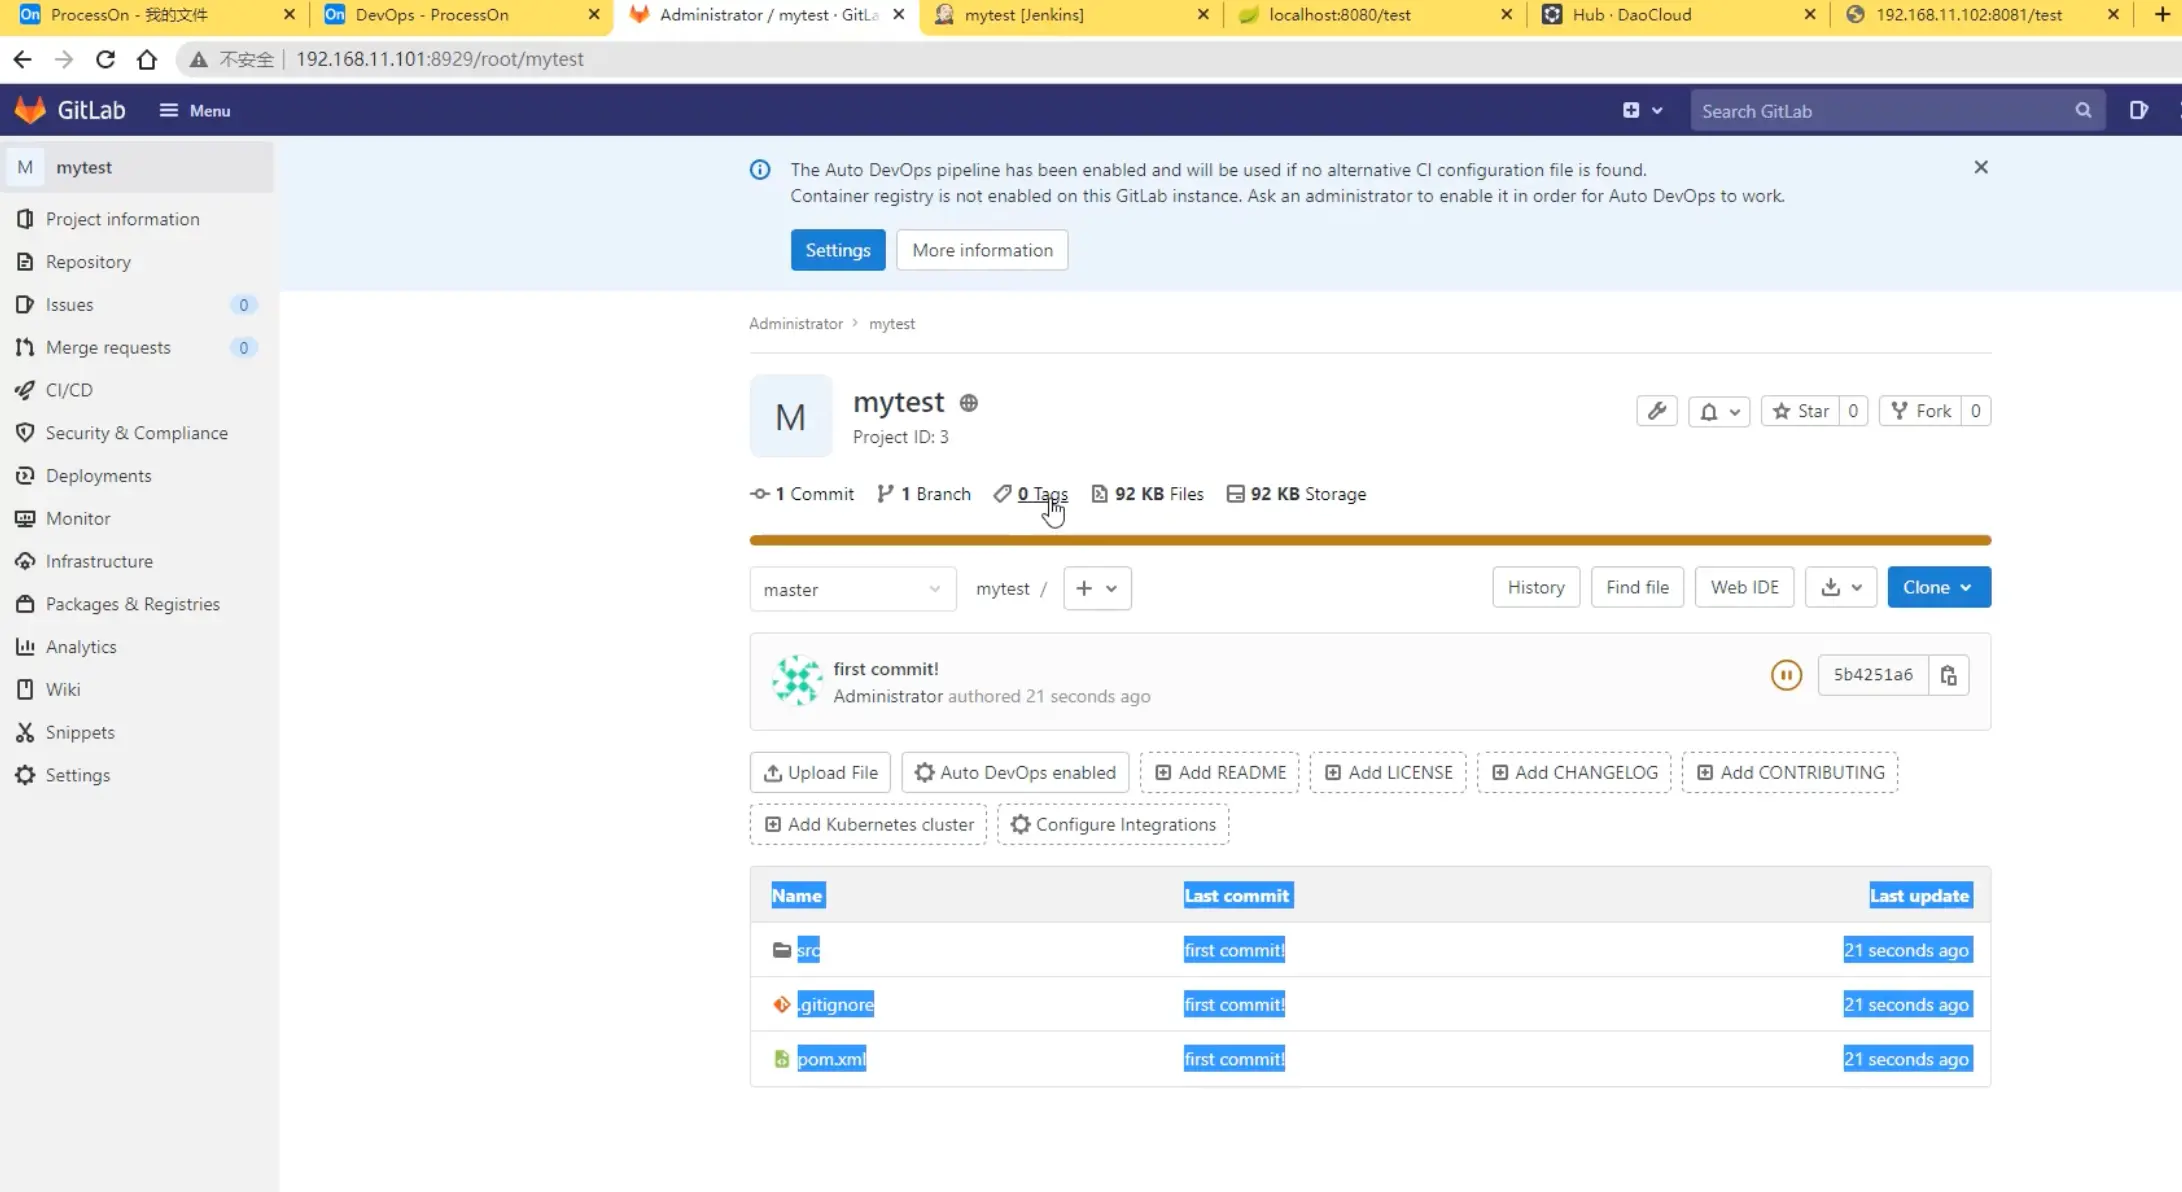 ProcessOn - 我的文件
DevOps - ProcessOn
Administrator / mytest · GitLa
mytest [Jenkins]
localhost:8080/test
Hub · DaoCloud
192.168.11.102:8081/test
不安全 192.168.11.101:8929/root/mytest
GitLab Menu Search GitLab
M mytest
Project information
Repository
Issues 0
Merge requests 0
CI/CD
Security & Compliance
Deployments
Monitor
Infrastructure
Packages & Registries
Analytics
Wiki
Snippets
Settings
The Auto DevOps pipeline has been enabled and will be used if no alternative CI configuration file is found.
Container registry is not enabled on this GitLab instance. Ask an administrator to enable it in order for Auto DevOps to work.
Settings More information
Administrator > mytest
M
mytest
Project ID: 3
Star 0 Fork 0
1 Commit 1 Branch 0 Tags 92 KB Files 92 KB Storage
master mytest / + History Find file Web IDE Clone
first commit!
Administrator authored 21 seconds ago
5b4251a6
Upload File Auto DevOps enabled Add README Add LICENSE Add CHANGELOG Add CONTRIBUTING
Add Kubernetes cluster Configure Integrations
Name Last commit Last update
src first commit! 21 seconds ago
.gitignore first commit! 21 seconds ago
pom.xml first commit! 21 seconds ago